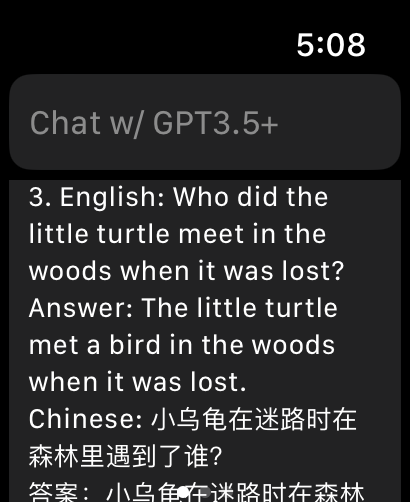 5:08
Chat w/ GPT3.5+
3. English: Who did the
little turtle meet in the
woods when it was lost?
Answer: The little turtle
met a bird in the woods
when it was lost.
Chinese: 小乌龟在迷路时在
森林里遇到了谁?
答案：小乌龟在迷路时在森林